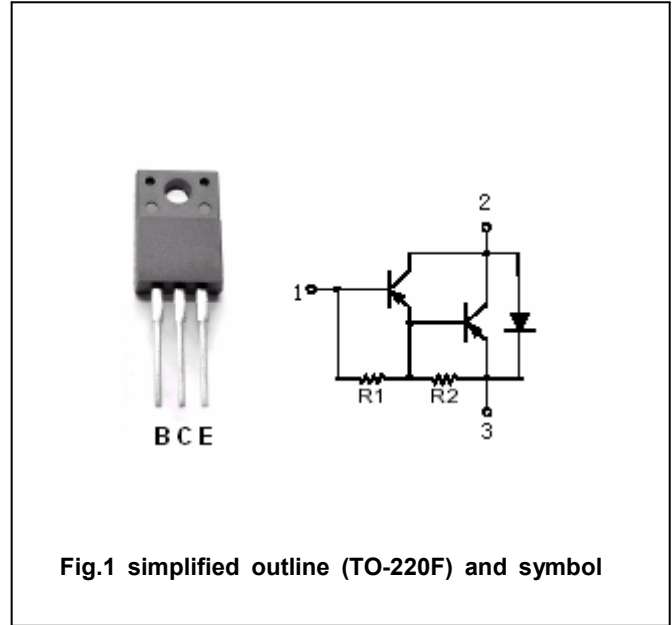 2
1
R1 R2
3
B C E
Fig.1 simplified outline (TO-220F) and symbol